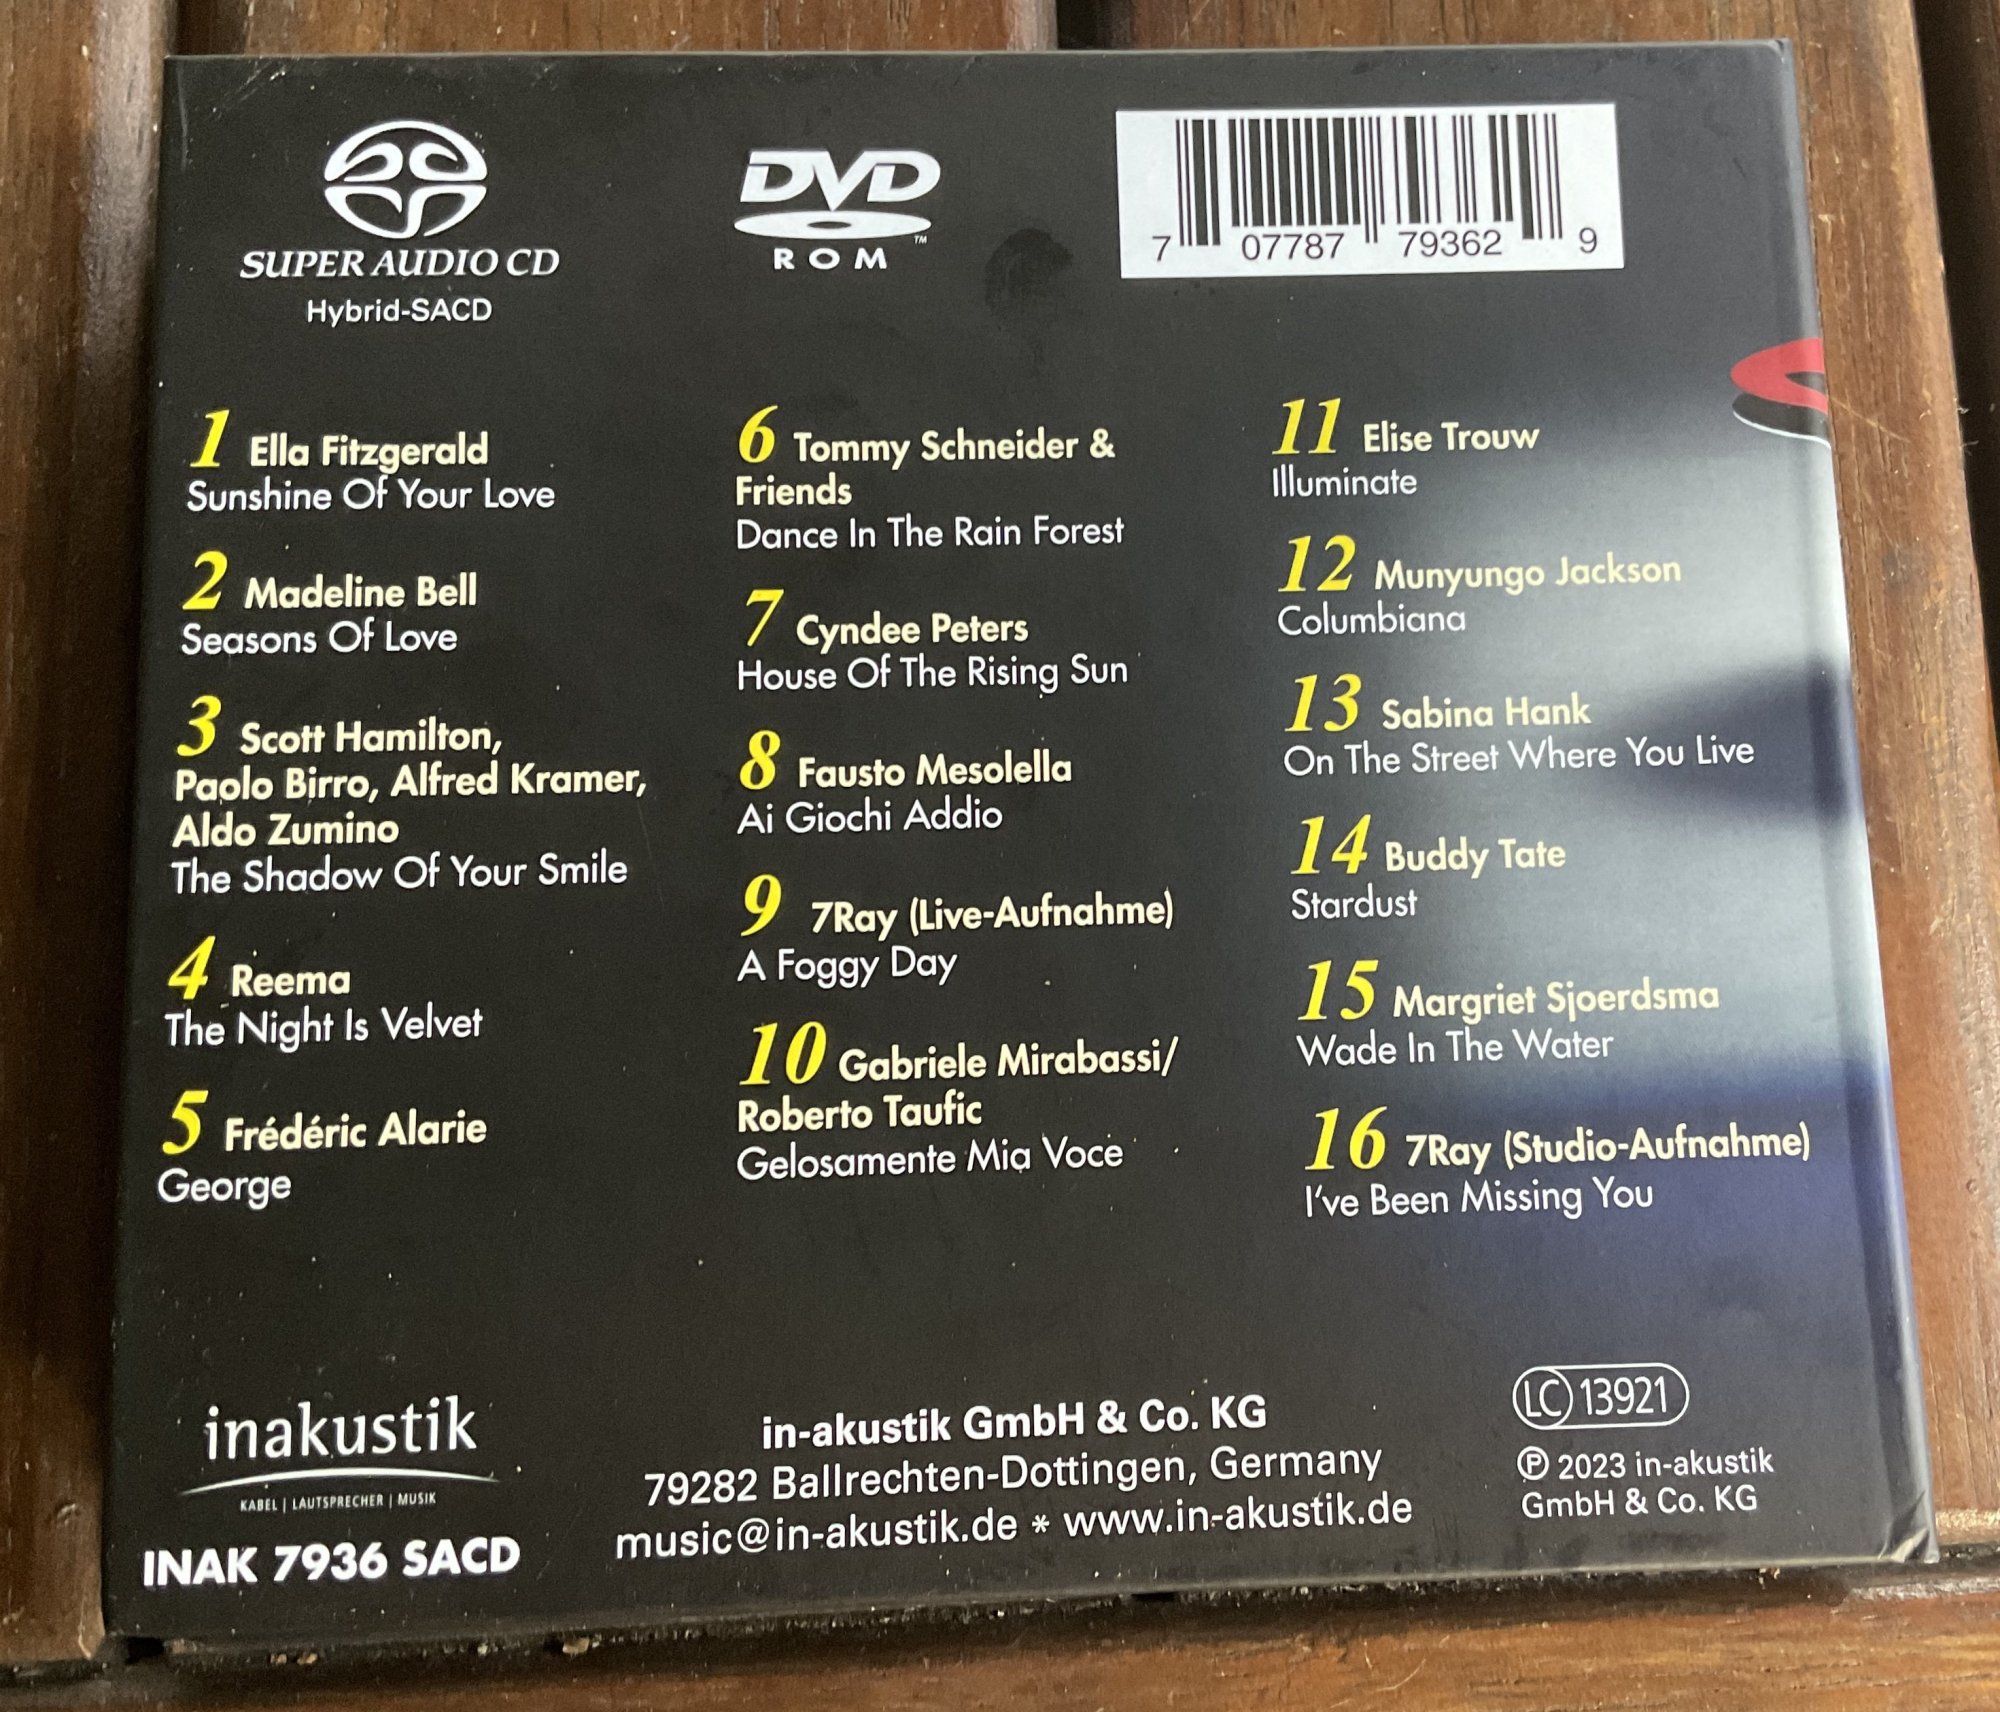 SUPER AUDIO CD
Hybrid-SACD
DVD
ROM
TM
7 07787 79362 9
1 Ella Fitzgerald
Sunshine Of Your Love
2 Madeline Bell
Seasons Of Love
3 Scott Hamilton,
Paolo Birro, Alfred Kramer,
Aldo Zumino
The Shadow Of Your Smile
4 Reema
The Night Is Velvet
5 Frédéric Alarie
George
6 Tommy Schneider &
Friends
Dance In The Rain Forest
7 Cyndee Peters
House Of The Rising Sun
8 Fausto Mesolella
Ai Giochi Addio
9 7Ray (Live-Aufnahme)
A Foggy Day
10 Gabriele Mirabassi/
Roberto Taufic
Gelosamente Mia Voce
11 Elise Trouw
Illuminate
12 Munyungo Jackson
Columbiana
13 Sabina Hank
On The Street Where You Live
14 Buddy Tate
Stardust
15 Margriet Sjoerdsma
Wade In The Water
16 7Ray (Studio-Aufnahme)
I've Been Missing You
inakustik
KABEL | LAUTSPRECHER | MUSIK
INAK 7936 SACD
in-akustik GmbH & Co. KG
79282 Ballrechten-Dottingen, Germany
music@in-akustik.de * www.in-akustik.de
LC 13921
℗ 2023 in-akustik
GmbH & Co. KG